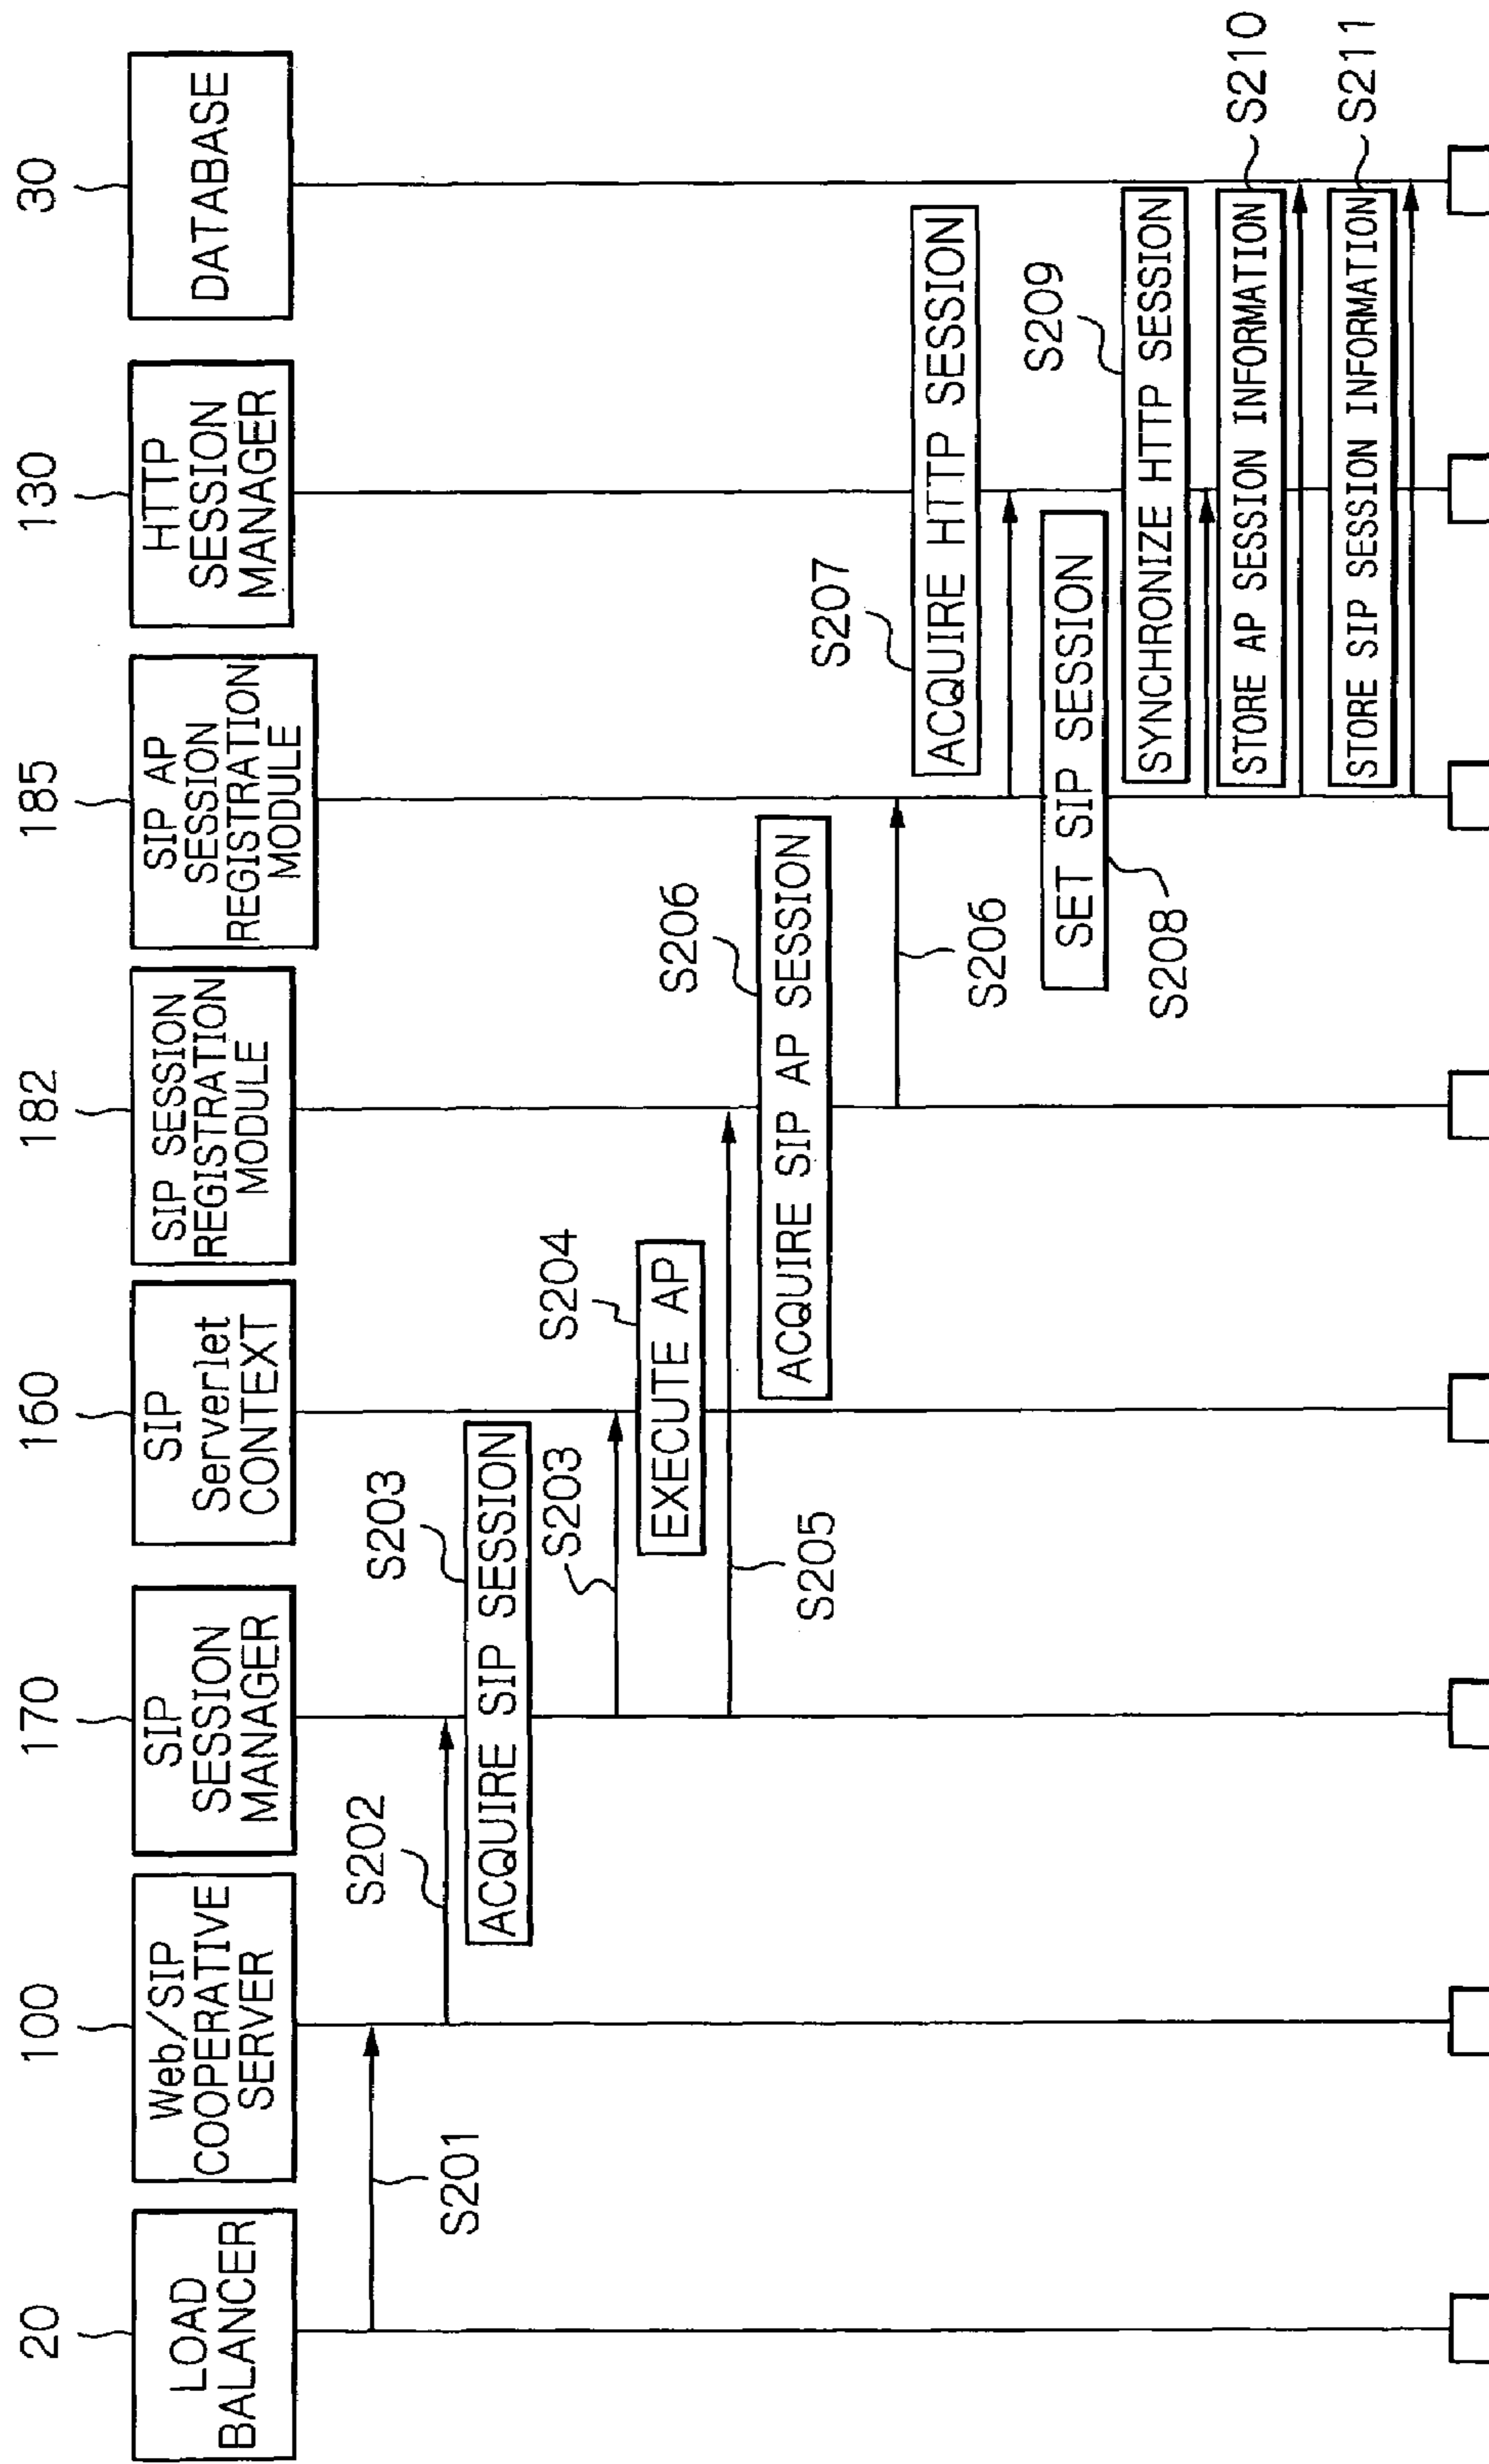 20
LOAD
BALANCER
100
Web/SIP
COOPERATIVE
SERVER
170
SIP
SESSION
MANAGER
160
SIP
Serverlet
CONTEXT
182
SIP SESSION
REGISTRATION
MODULE
185
SIP AP
SESSION
REGISTRATION
MODULE
130
HTTP
SESSION
MANAGER
30
DATABASE
S201
S202
S203
ACQUIRE SIP SESSION
S203
S204
EXECUTE AP
S205
S206
ACQUIRE SIP AP SESSION
S206
S207
ACQUIRE HTTP SESSION
SET SIP SESSION
S208
S209
SYNCHRONIZE HTTP SESSION
STORE AP SESSION INFORMATION
S210
STORE SIP SESSION INFORMATION
S211